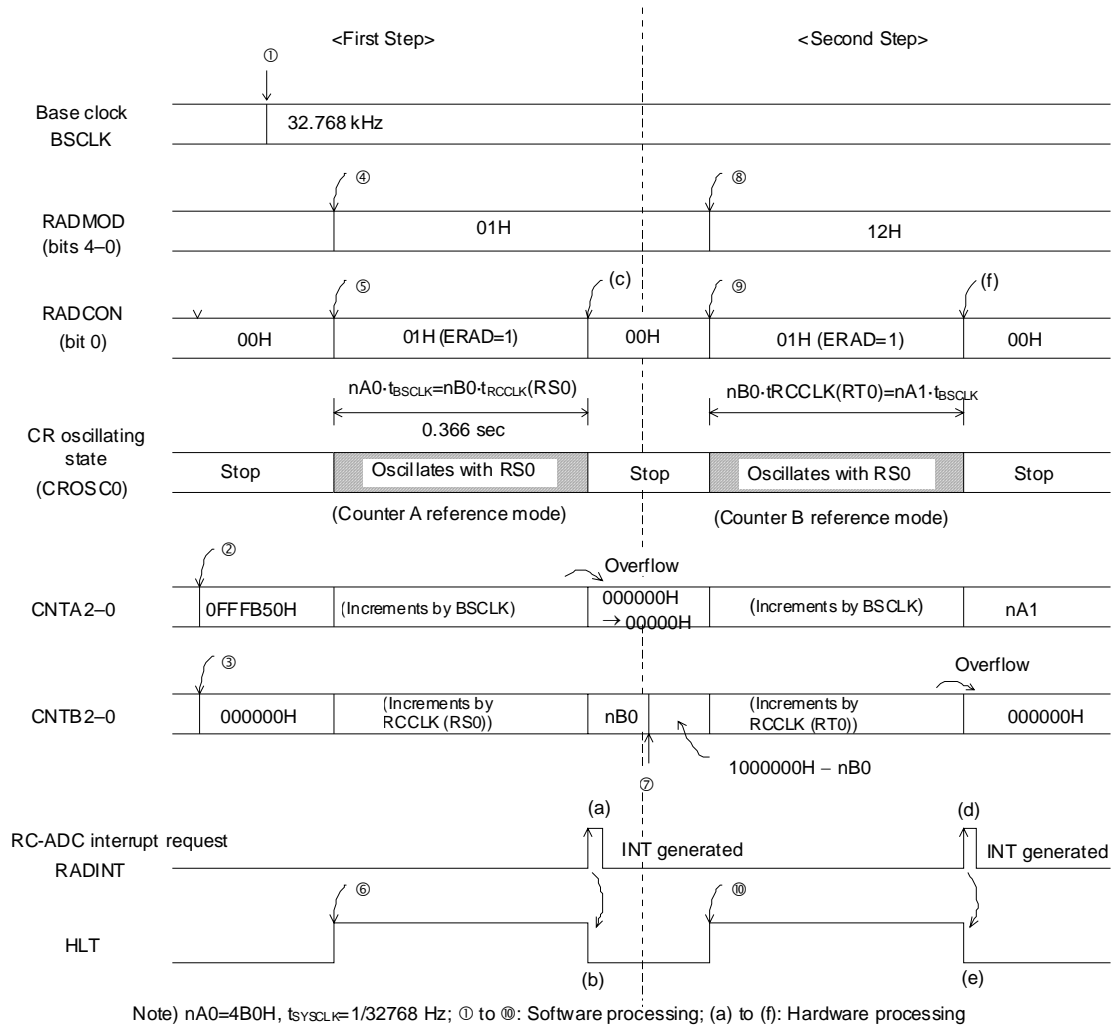 <First Step>
<Second Step>
①
Base clock
BSCLK
32.768 kHz
④
⑧
RADMOD
(bits 4–0)
01H
12H
⑤
(c)
⑨
(f)
RADCON
(bit 0)
00H
01H (ERAD=1)
00H
01H (ERAD=1)
00H
nA0·tBSCLK=nB0·tRCCLK(RS0)
nB0·tRCCLK(RT0)=nA1·tBSCLK
0.366 sec
CR oscillating
state
(CROSC0)
Stop
Oscillates with RS0
Stop
Oscillates with RS0
Stop
(Counter A reference mode)
(Counter B reference mode)
②
Overflow
CNTA2–0
0FFFB50H
(Increments by BSCLK)
000000H
→ 00000H
(Increments by BSCLK)
nA1
③
Overflow
CNTB2–0
000000H
(Increments by
RCCLK (RS0))
nB0
(Increments by
RCCLK (RT0))
000000H
⑦
1000000H – nB0
(a)
(d)
RC-ADC interrupt request
RADINT
INT generated
INT generated
⑥
⑩
HLT
(b)
(e)
Note) nA0=4B0H, tSYSCLK=1/32768 Hz; ① to ⑩: Software processing; (a) to (f): Hardware processing